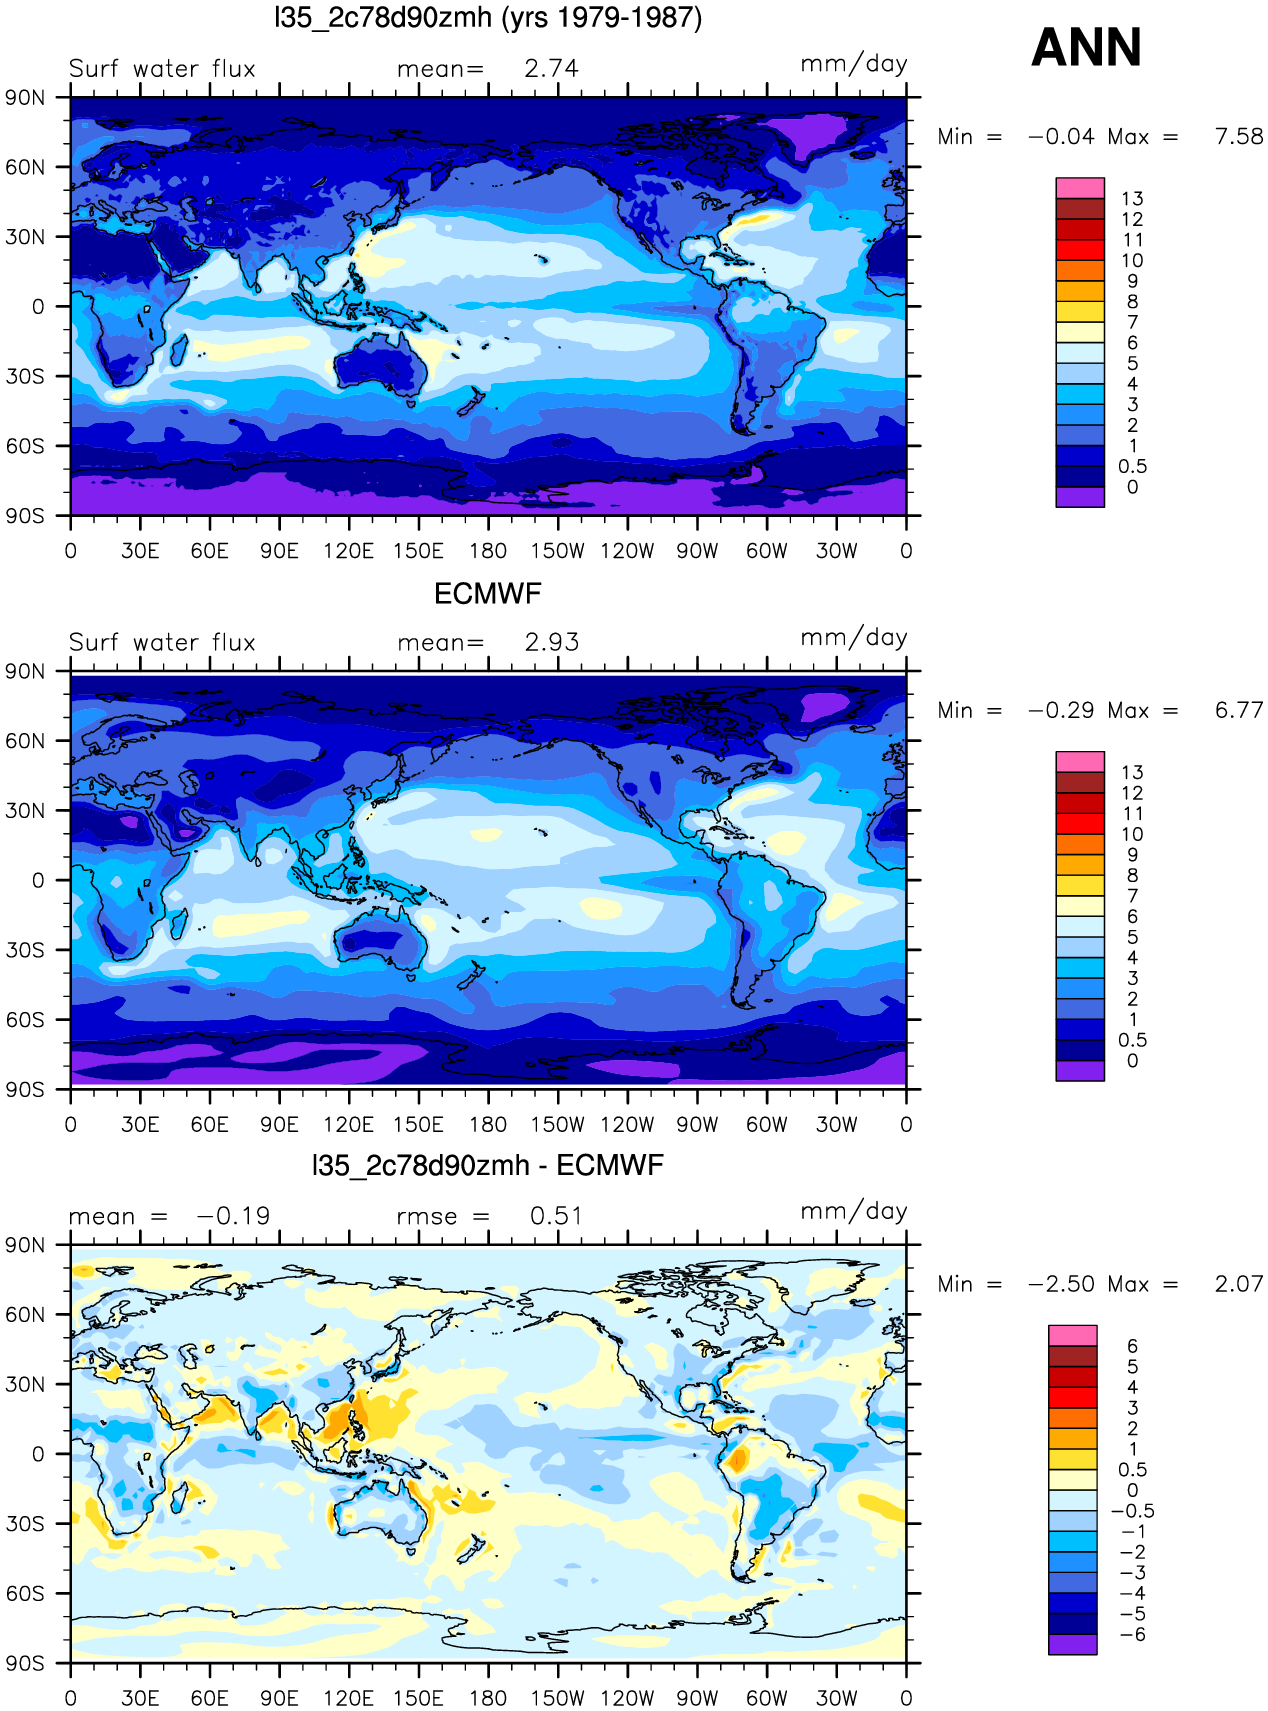 l35_2c78d90zmh (yrs 1979-1987)
ANN
Surf water flux mean= 2.74 mm/day
Min = −0.04 Max = 7.58
90N
60N
30N
0
30S
60S
90S
0 30E 60E 90E 120E 150E 180 150W 120W 90W 60W 30W 0
13
12
11
10
9
8
7
6
5
4
3
2
1
0.5
0
ECMWF
Surf water flux mean= 2.93 mm/day
Min = −0.29 Max = 6.77
90N
60N
30N
0
30S
60S
90S
0 30E 60E 90E 120E 150E 180 150W 120W 90W 60W 30W 0
13
12
11
10
9
8
7
6
5
4
3
2
1
0.5
0
l35_2c78d90zmh - ECMWF
mean = −0.19 rmse = 0.51 mm/day
Min = −2.50 Max = 2.07
90N
60N
30N
0
30S
60S
90S
0 30E 60E 90E 120E 150E 180 150W 120W 90W 60W 30W 0
6
5
4
3
2
1
0.5
0
−0.5
−1
−2
−3
−4
−5
−6